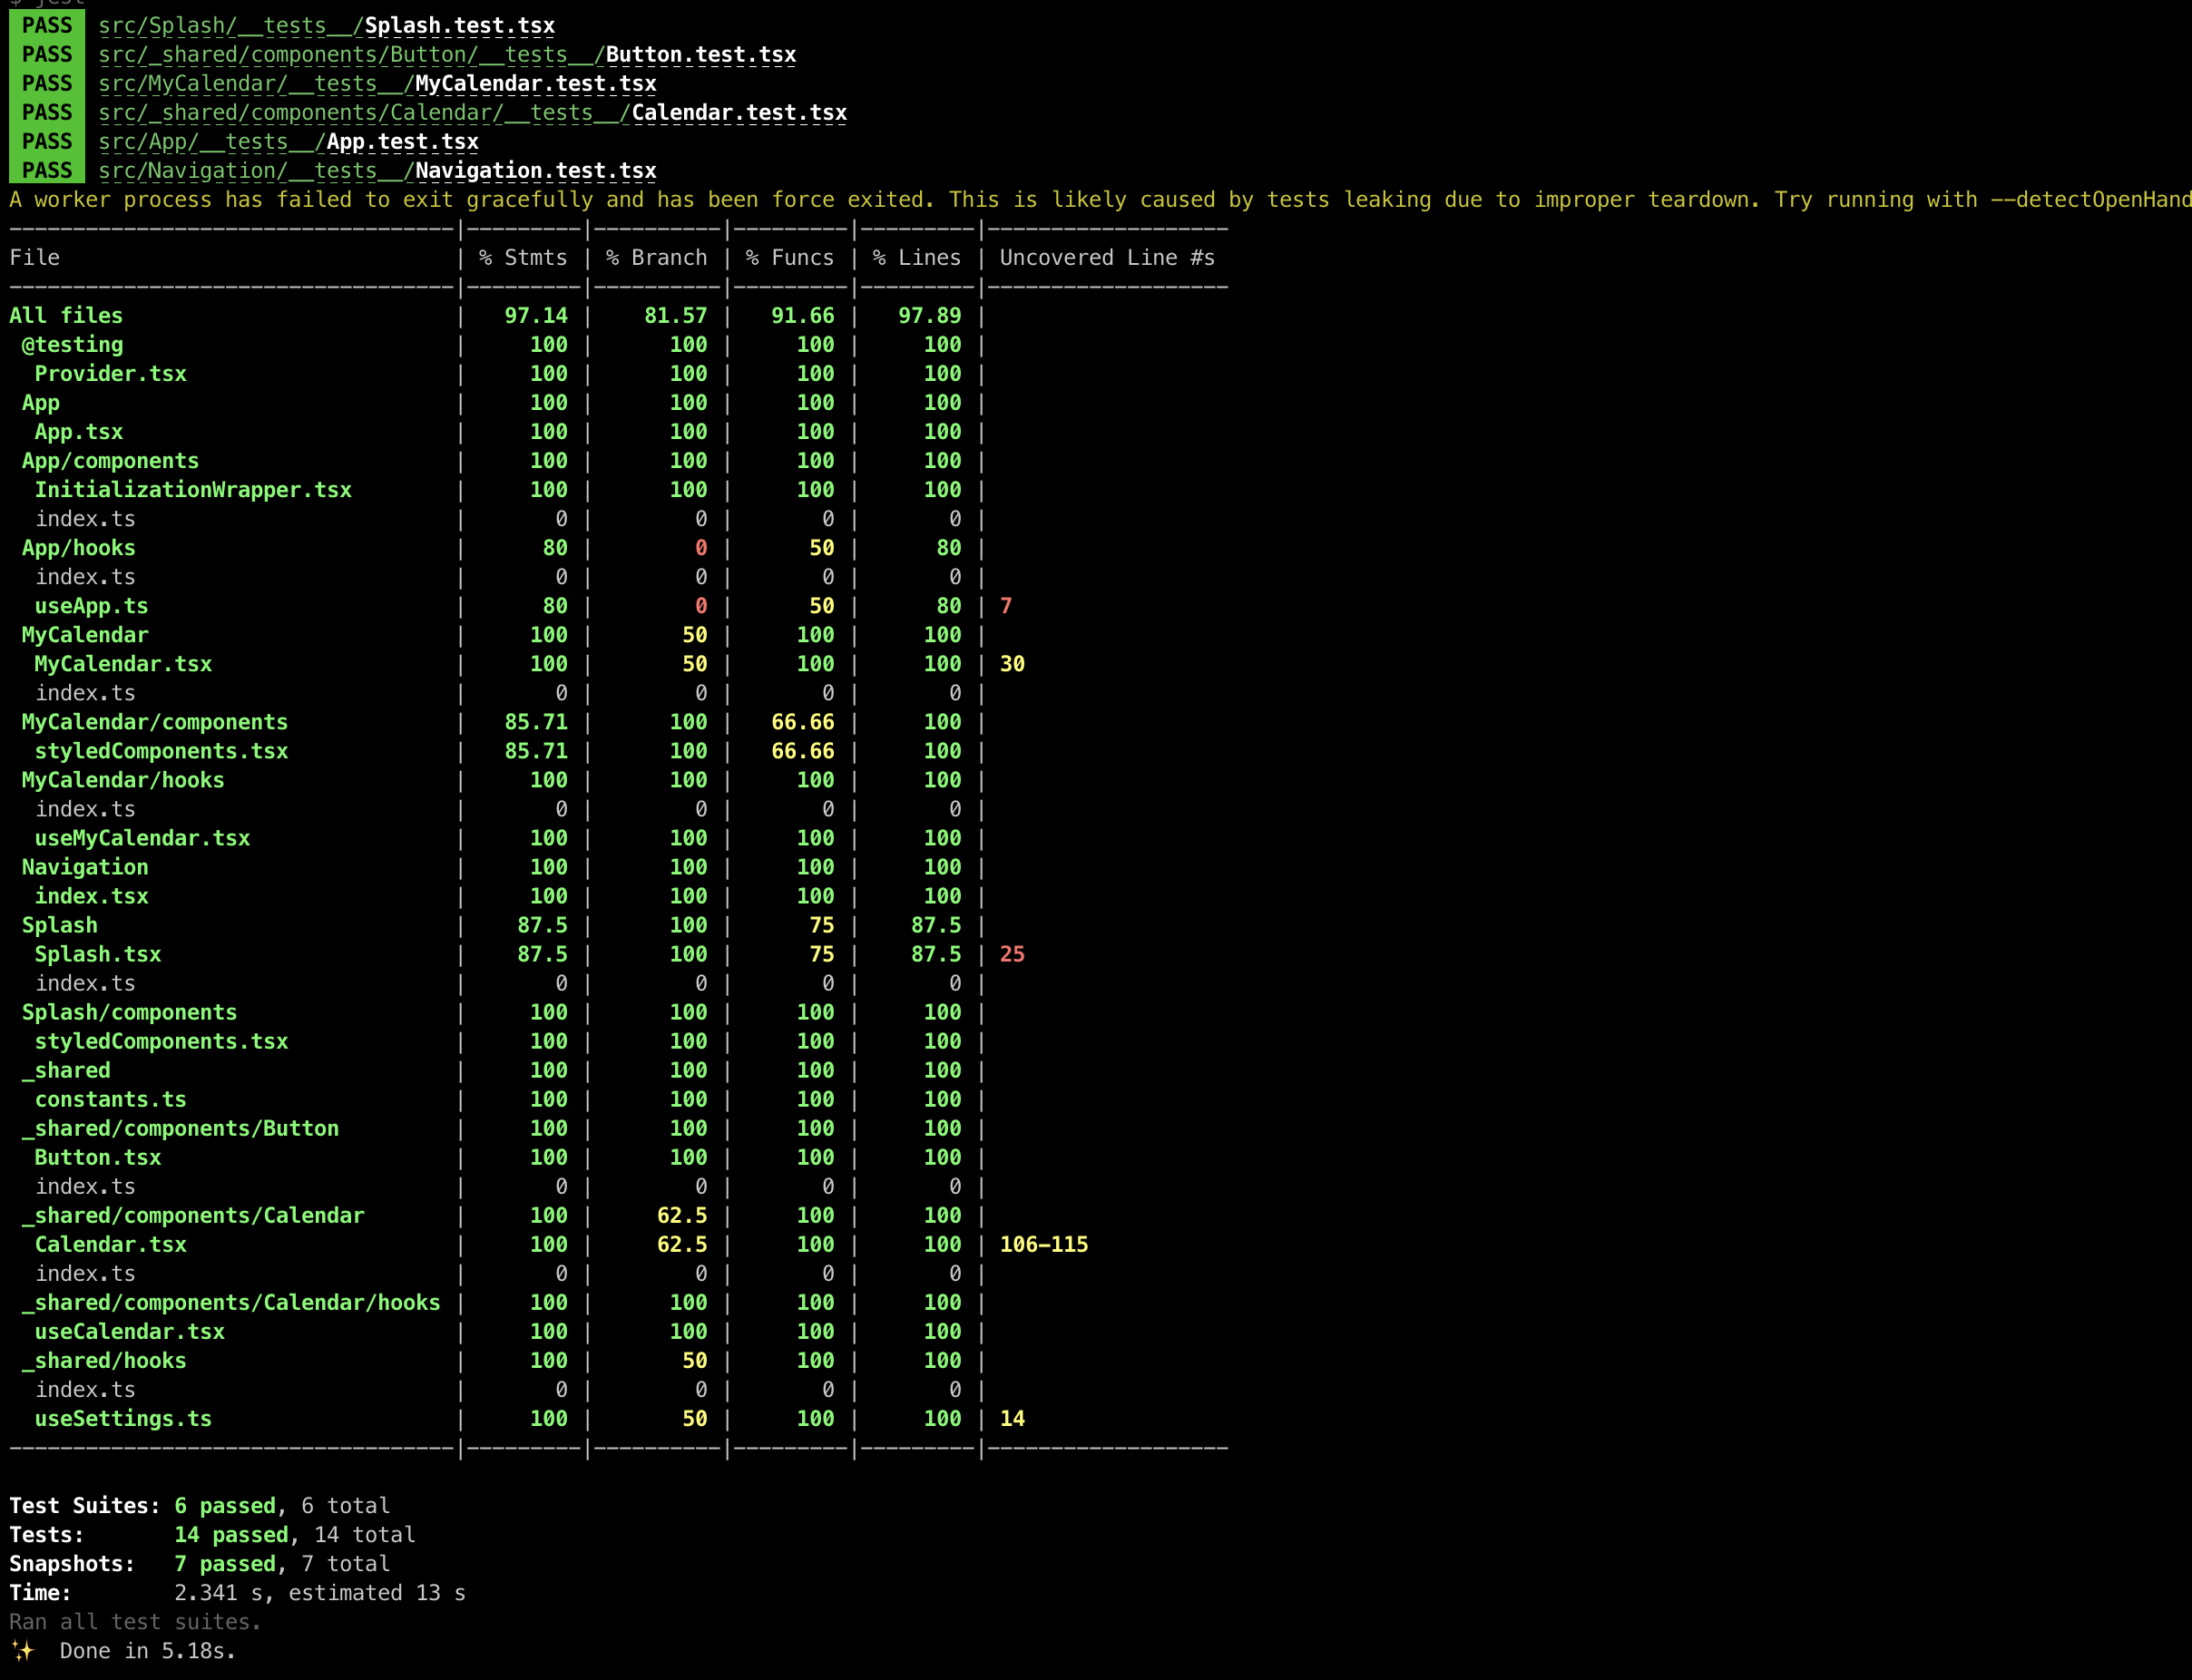 $ jest
PASS src/Splash/__tests__/Splash.test.tsx
PASS src/_shared/components/Button/__tests__/Button.test.tsx
PASS src/MyCalendar/__tests__/MyCalendar.test.tsx
PASS src/_shared/components/Calendar/__tests__/Calendar.test.tsx
PASS src/App/__tests__/App.test.tsx
PASS src/Navigation/__tests__/Navigation.test.tsx
A worker process has failed to exit gracefully and has been force exited. This is likely caused by tests leaking due to improper teardown. Try running with --detectOpenHand
-----------------------------------|---------|----------|---------|---------|-------------------
File | % Stmts | % Branch | % Funcs | % Lines | Uncovered Line #s
-----------------------------------|---------|----------|---------|---------|-------------------
All files | 97.14 | 81.57 | 91.66 | 97.89 |
@testing | 100 | 100 | 100 | 100 |
Provider.tsx | 100 | 100 | 100 | 100 |
App | 100 | 100 | 100 | 100 |
App.tsx | 100 | 100 | 100 | 100 |
App/components | 100 | 100 | 100 | 100 |
InitializationWrapper.tsx | 100 | 100 | 100 | 100 |
index.ts | 0 | 0 | 0 | 0 |
App/hooks | 80 | 0 | 50 | 80 |
index.ts | 0 | 0 | 0 | 0 |
useApp.ts | 80 | 0 | 50 | 80 | 7
MyCalendar | 100 | 50 | 100 | 100 |
MyCalendar.tsx | 100 | 50 | 100 | 100 | 30
index.ts | 0 | 0 | 0 | 0 |
MyCalendar/components | 85.71 | 100 | 66.66 | 100 |
styledComponents.tsx | 85.71 | 100 | 66.66 | 100 |
MyCalendar/hooks | 100 | 100 | 100 | 100 |
index.ts | 0 | 0 | 0 | 0 |
useMyCalendar.tsx | 100 | 100 | 100 | 100 |
Navigation | 100 | 100 | 100 | 100 |
index.tsx | 100 | 100 | 100 | 100 |
Splash | 87.5 | 100 | 75 | 87.5 |
Splash.tsx | 87.5 | 100 | 75 | 87.5 | 25
index.ts | 0 | 0 | 0 | 0 |
Splash/components | 100 | 100 | 100 | 100 |
styledComponents.tsx | 100 | 100 | 100 | 100 |
_shared | 100 | 100 | 100 | 100 |
constants.ts | 100 | 100 | 100 | 100 |
_shared/components/Button | 100 | 100 | 100 | 100 |
Button.tsx | 100 | 100 | 100 | 100 |
index.ts | 0 | 0 | 0 | 0 |
_shared/components/Calendar | 100 | 62.5 | 100 | 100 |
Calendar.tsx | 100 | 62.5 | 100 | 100 | 106-115
index.ts | 0 | 0 | 0 | 0 |
_shared/components/Calendar/hooks | 100 | 100 | 100 | 100 |
useCalendar.tsx | 100 | 100 | 100 | 100 |
_shared/hooks | 100 | 50 | 100 | 100 |
index.ts | 0 | 0 | 0 | 0 |
useSettings.ts | 100 | 50 | 100 | 100 | 14
-----------------------------------|---------|----------|---------|---------|-------------------
Test Suites: 6 passed, 6 total
Tests: 14 passed, 14 total
Snapshots: 7 passed, 7 total
Time: 2.341 s, estimated 13 s
Ran all test suites.
✨ Done in 5.18s.